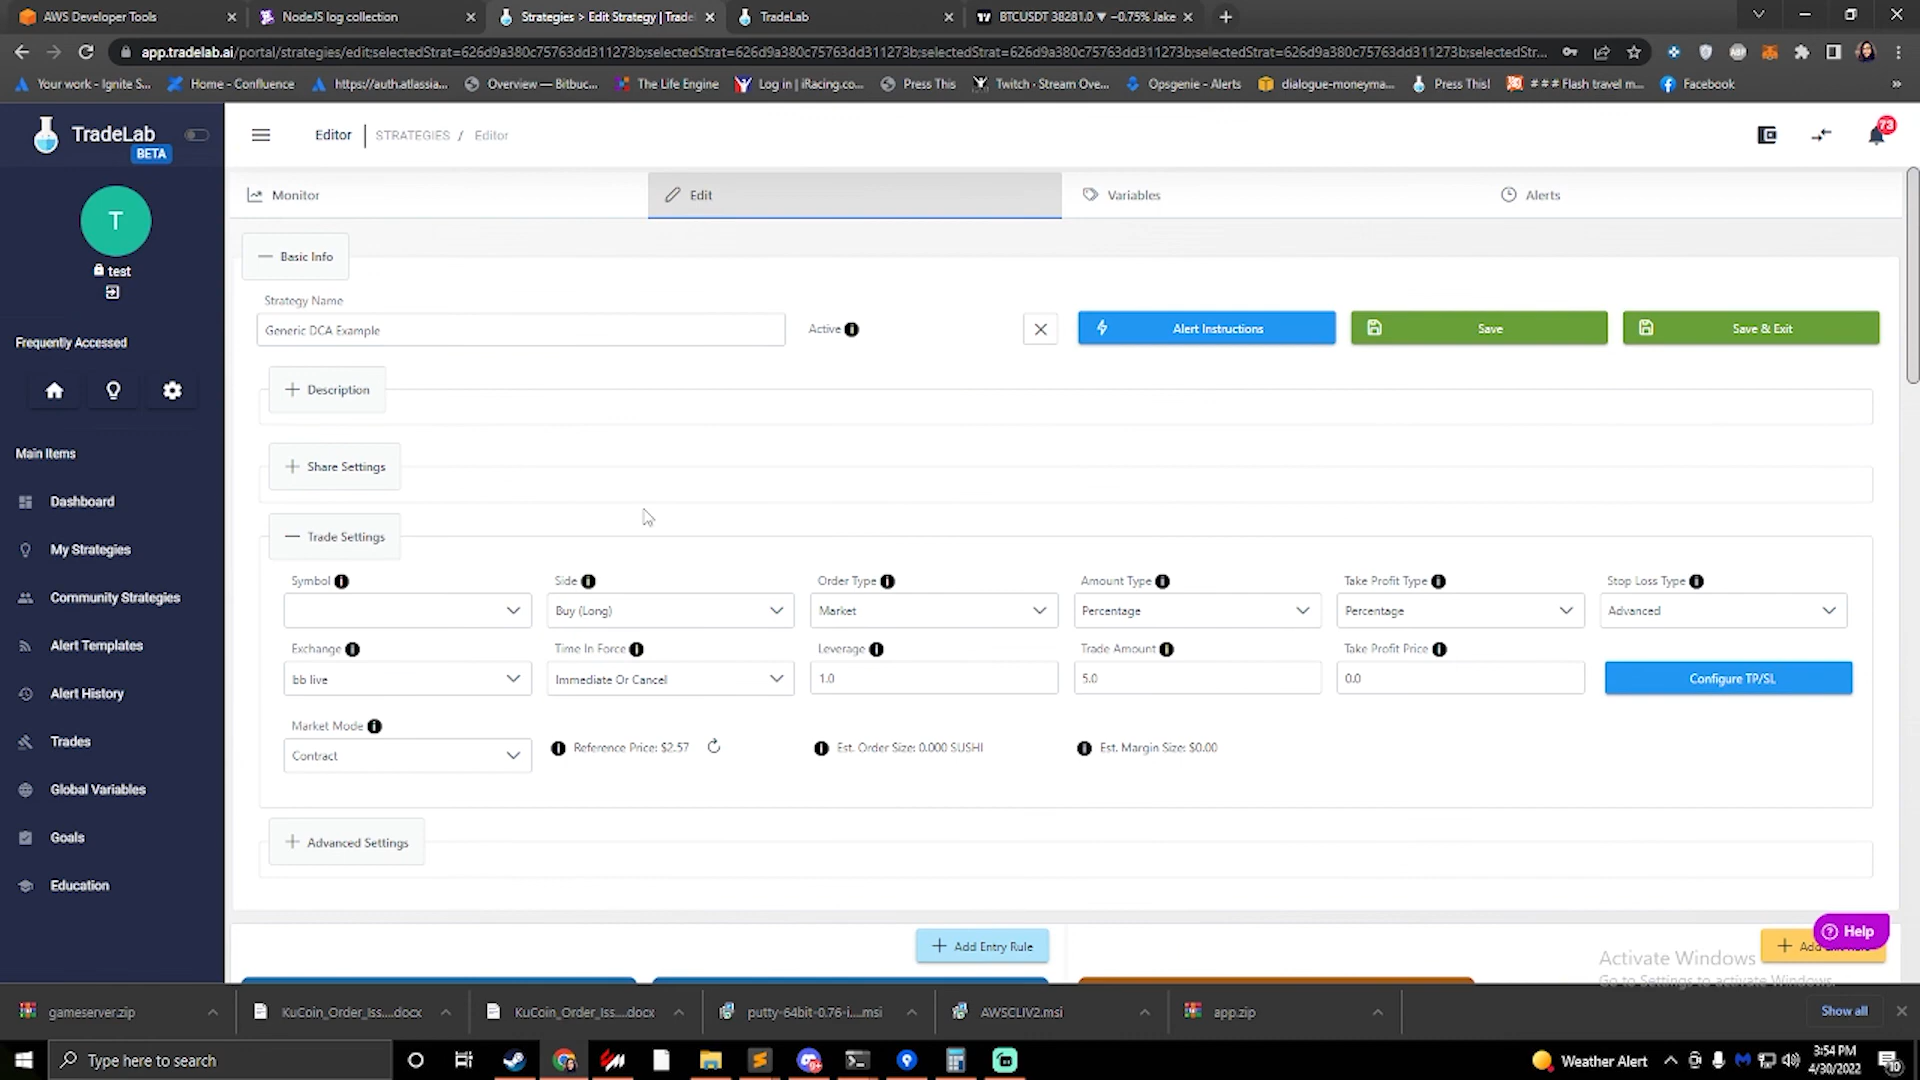 AWS Developer Tools
NodeJS log collection
Strategies > Edit Strategy | Trade
TradeLab
BTCUSDT 38281.0 ▼ −0.75% Jake
app.tradelab.ai/portal/strategies/edit;selectedStrat=626d9a380c75763dd311273b;selectedStrat=626d9a380c75763dd311273b;selectedStrat=626d9a380c75763dd311273b;selectedStrat=626d9a380c75763dd311273b;selectedStr...
Your work - Ignite S...
Home - Confluence
https://auth.atlassia...
Overview — Bitbuc...
The Life Engine
Log in | iRacing.co...
Press This
Twitch - Stream Ove...
Opsgenie - Alerts
dialogue-moneyma...
Press This!
# # # Flash travel m...
Facebook
»
TradeLab
BETA
T
test
Frequently Accessed
Main Items
Dashboard
My Strategies
Community Strategies
Alert Templates
Alert History
Trades
Global Variables
Goals
Education
Editor
STRATEGIES / Editor
73
Monitor
Edit
Variables
Alerts
Basic Info
Strategy Name
Generic DCA Example
Active
Alert Instructions
Save
Save & Exit
Description
Share Settings
Trade Settings
Symbol
Side
Order Type
Amount Type
Take Profit Type
Stop Loss Type
Buy (Long)
Market
Percentage
Percentage
Advanced
Exchange
Time In Force
Leverage
Trade Amount
Take Profit Price
bb live
Immediate Or Cancel
1.0
5.0
0.0
Configure TP/SL
Market Mode
Contract
Reference Price: $2.57
Est. Order Size: 0.000 SUSHI
Est. Margin Size: $0.00
Advanced Settings
Add Entry Rule
Help
Activate Windows
Go to Settings to activate Windows.
gameserver.zip
KuCoin_Order_Iss....docx
KuCoin_Order_Iss....docx
putty-64bit-0.76-i....msi
AWSCLIV2.msi
app.zip
Show all
Type here to search
Weather Alert
3:54 PM
4/30/2022
10